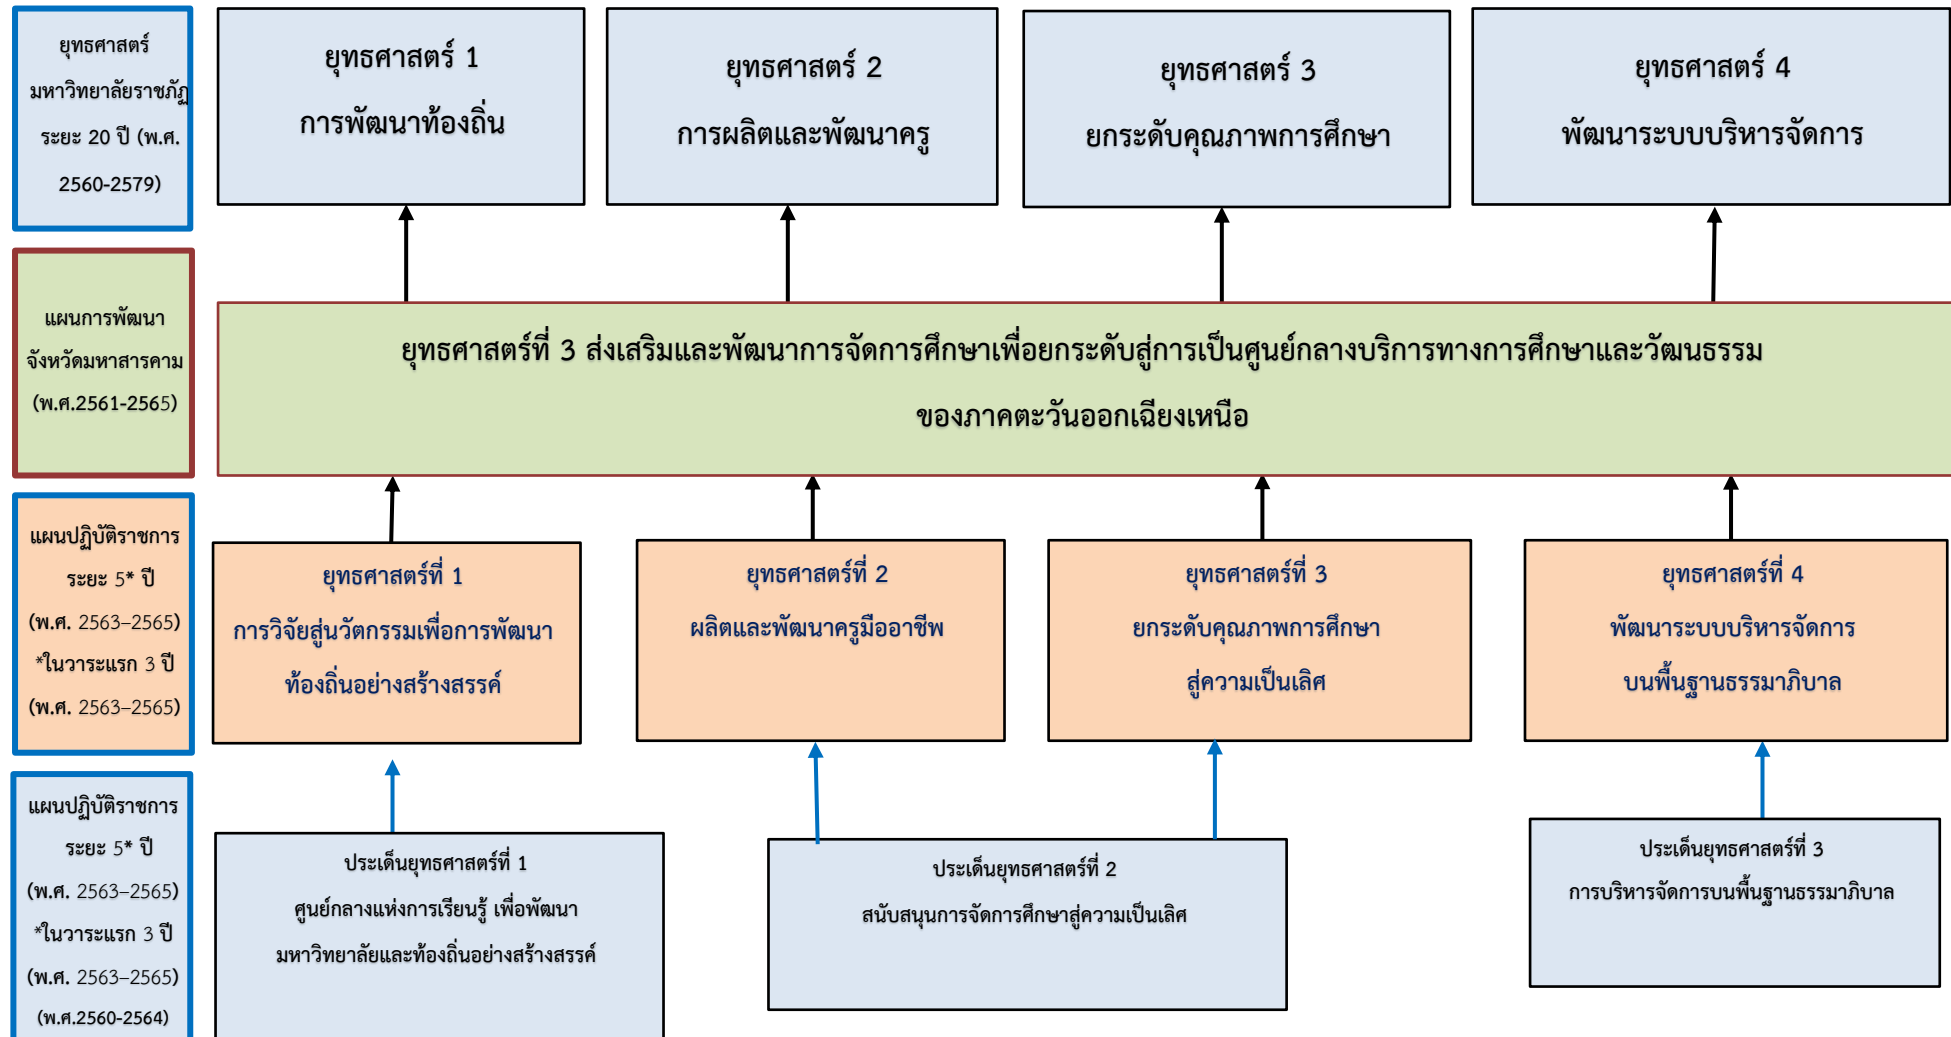 ยุทธศาสตร์
มหาวิทยาลัยราชภัฏ
ระยะ 20 ปี (พ.ศ.
2560-2579)
ยุทธศาสตร์ 1
การพัฒนาท้องถิ่น
ยุทธศาสตร์ 2
การผลิตและพัฒนาครู
ยุทธศาสตร์ 3
ยกระดับคุณภาพการศึกษา
ยุทธศาสตร์ 4
พัฒนาระบบบริหารจัดการ
แผนการพัฒนา
จังหวัดมหาสารคาม
(พ.ศ.2561-2565)
ยุทธศาสตร์ที่ 3 ส่งเสริมและพัฒนาการจัดการศึกษาเพื่อยกระดับสู่การเป็นศูนย์กลางบริการทางการศึกษาและวัฒนธรรม
ของภาคตะวันออกเฉียงเหนือ
แผนปฏิบัติราชการ
ระยะ 5* ปี
(พ.ศ. 2563–2565)
*ในวาระแรก 3 ปี
(พ.ศ. 2563–2565)
ยุทธศาสตร์ที่ 1
การวิจัยสู่นวัตกรรมเพื่อการพัฒนา
ท้องถิ่นอย่างสร้างสรรค์
ยุทธศาสตร์ที่ 2
ผลิตและพัฒนาครูมืออาชีพ
ยุทธศาสตร์ที่ 3
ยกระดับคุณภาพการศึกษา
สู่ความเป็นเลิศ
ยุทธศาสตร์ที่ 4
พัฒนาระบบบริหารจัดการ
บนพื้นฐานธรรมาภิบาล
แผนปฏิบัติราชการ
ระยะ 5* ปี
(พ.ศ. 2563–2565)
*ในวาระแรก 3 ปี
(พ.ศ. 2563–2565)
(พ.ศ.2560-2564)
ประเด็นยุทธศาสตร์ที่ 1
ศูนย์กลางแห่งการเรียนรู้ เพื่อพัฒนา
มหาวิทยาลัยและท้องถิ่นอย่างสร้างสรรค์
ประเด็นยุทธศาสตร์ที่ 2
สนับสนุนการจัดการศึกษาสู่ความเป็นเลิศ
ประเด็นยุทธศาสตร์ที่ 3
การบริหารจัดการบนพื้นฐานธรรมาภิบาล